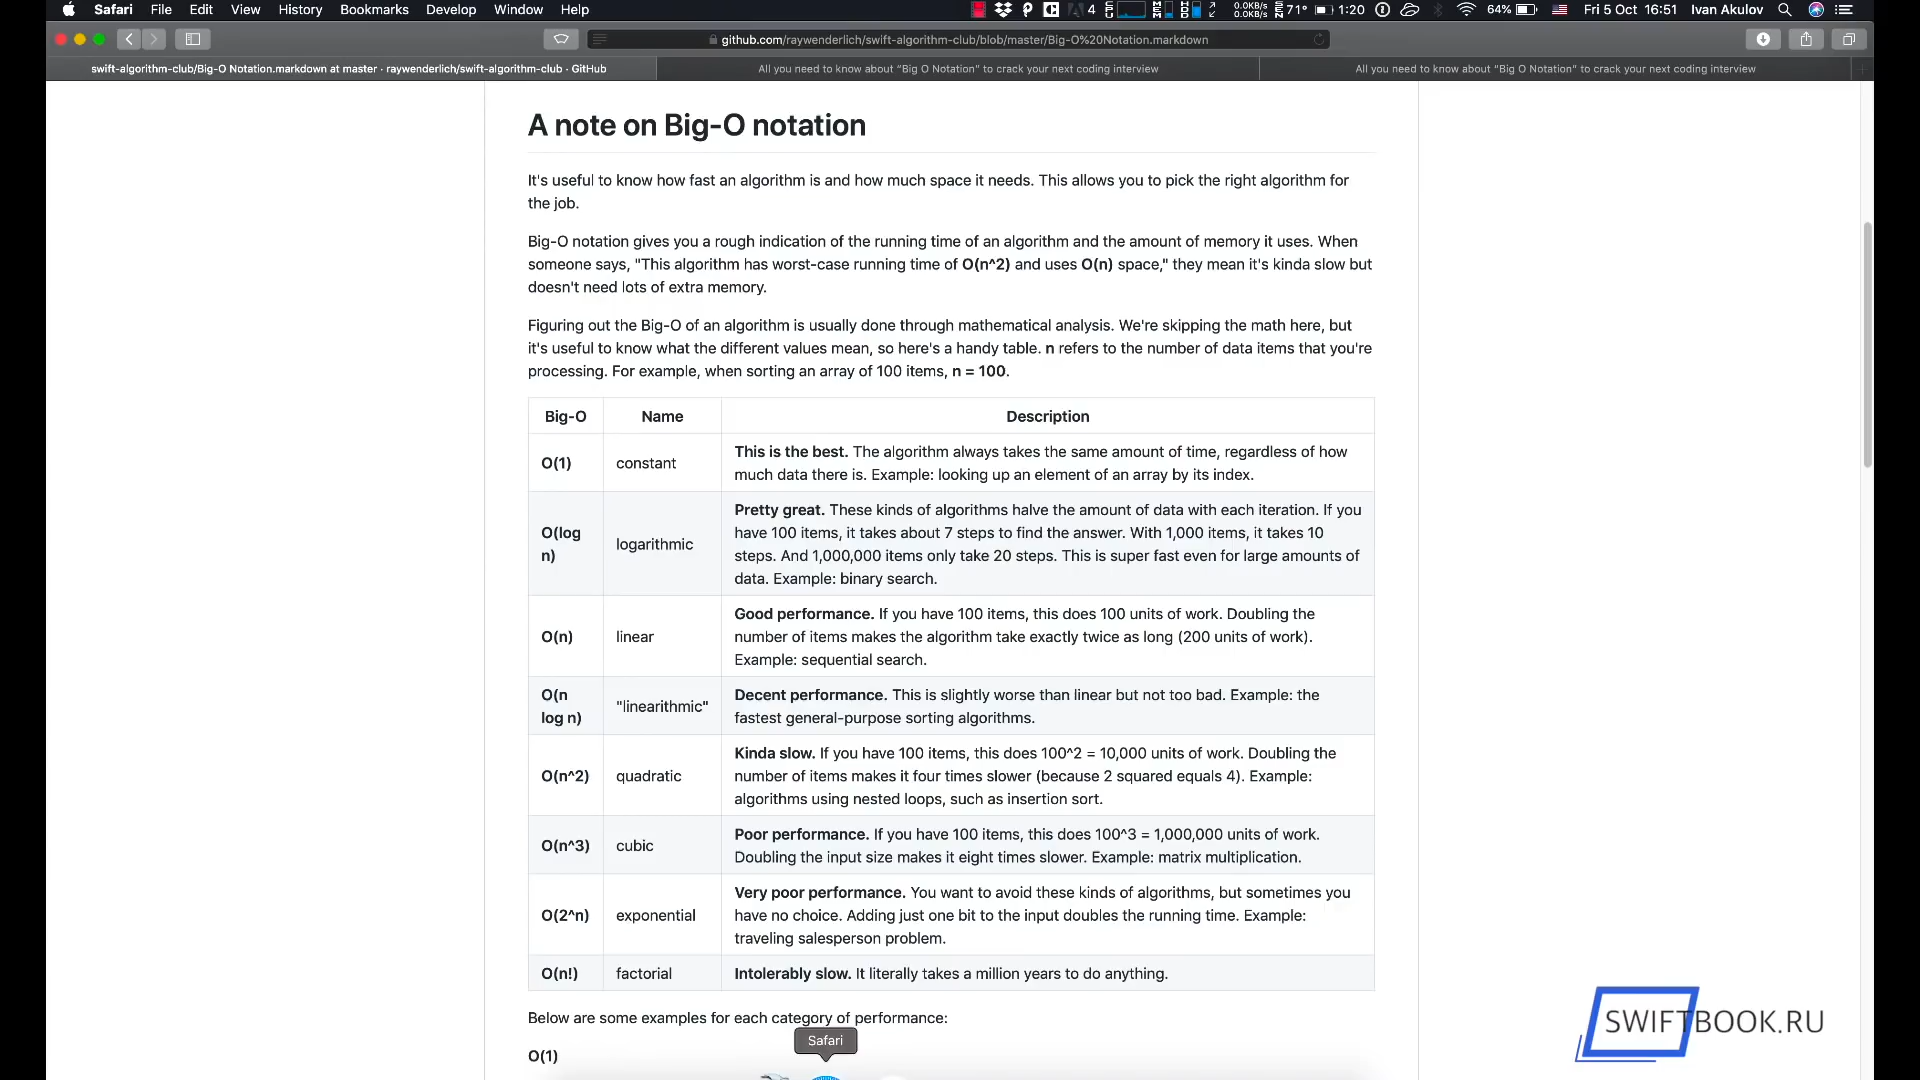 Safari File Edit View History Bookmarks Develop Window Help
4 0.0KB/s 0.0KB/s 71° 1:20 64% Fri 5 Oct 16:51 Ivan Akulov
github.com/raywenderlich/swift-algorithm-club/blob/master/Big-O%20Notation.markdown
swift-algorithm-club/Big-O Notation.markdown at master · raywenderlich/swift-algorithm-club · GitHub
All you need to know about “Big O Notation” to crack your next coding interview
All you need to know about “Big O Notation” to crack your next coding interview
A note on Big-O notation
It's useful to know how fast an algorithm is and how much space it needs. This allows you to pick the right algorithm for
the job.
Big-O notation gives you a rough indication of the running time of an algorithm and the amount of memory it uses. When
someone says, "This algorithm has worst-case running time of O(n^2) and uses O(n) space," they mean it's kinda slow but
doesn't need lots of extra memory.
Figuring out the Big-O of an algorithm is usually done through mathematical analysis. We're skipping the math here, but
it's useful to know what the different values mean, so here's a handy table. n refers to the number of data items that you're
processing. For example, when sorting an array of 100 items, n = 100.
Big-O Name Description
O(1) constant
This is the best. The algorithm always takes the same amount of time, regardless of how
much data there is. Example: looking up an element of an array by its index.
O(log
n)
logarithmic
Pretty great. These kinds of algorithms halve the amount of data with each iteration. If you
have 100 items, it takes about 7 steps to find the answer. With 1,000 items, it takes 10
steps. And 1,000,000 items only take 20 steps. This is super fast even for large amounts of
data. Example: binary search.
O(n) linear
Good performance. If you have 100 items, this does 100 units of work. Doubling the
number of items makes the algorithm take exactly twice as long (200 units of work).
Example: sequential search.
O(n
log n)
"linearithmic"
Decent performance. This is slightly worse than linear but not too bad. Example: the
fastest general-purpose sorting algorithms.
O(n^2) quadratic
Kinda slow. If you have 100 items, this does 100^2 = 10,000 units of work. Doubling the
number of items makes it four times slower (because 2 squared equals 4). Example:
algorithms using nested loops, such as insertion sort.
O(n^3) cubic
Poor performance. If you have 100 items, this does 100^3 = 1,000,000 units of work.
Doubling the input size makes it eight times slower. Example: matrix multiplication.
O(2^n) exponential
Very poor performance. You want to avoid these kinds of algorithms, but sometimes you
have no choice. Adding just one bit to the input doubles the running time. Example:
traveling salesperson problem.
O(n!) factorial
Intolerably slow. It literally takes a million years to do anything.
Below are some examples for each category of performance:
Safari
O(1)
SWIFTBOOK.RU